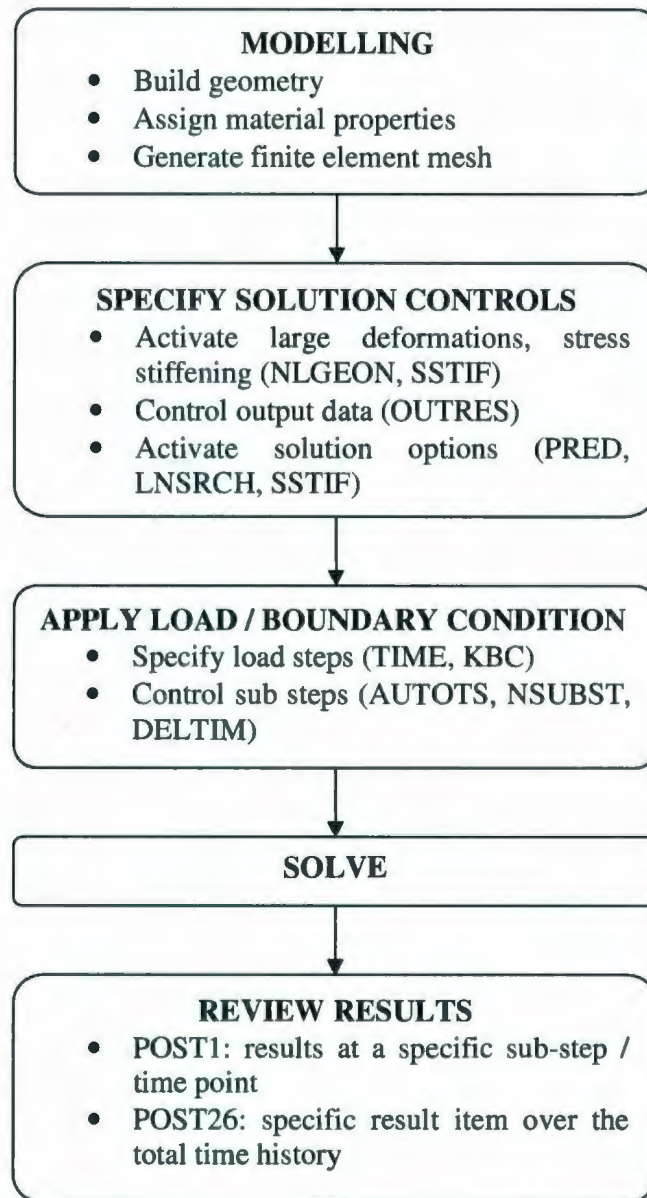 MODELLING
• Build geometry
• Assign material properties
• Generate finite element mesh
SPECIFY SOLUTION CONTROLS
• Activate large deformations, stress
stiffening (NLGEON, SSTIF)
• Control output data (OUTRES)
• Activate solution options (PRED,
LNSRCH, SSTIF)
APPLY LOAD / BOUNDARY CONDITION
• Specify load steps (TIME, KBC)
• Control sub steps (AUTOTS, NSUBST,
DELTIM)
SOLVE
REVIEW RESULTS
• POST1: results at a specific sub-step /
time point
• POST26: specific result item over the
total time history